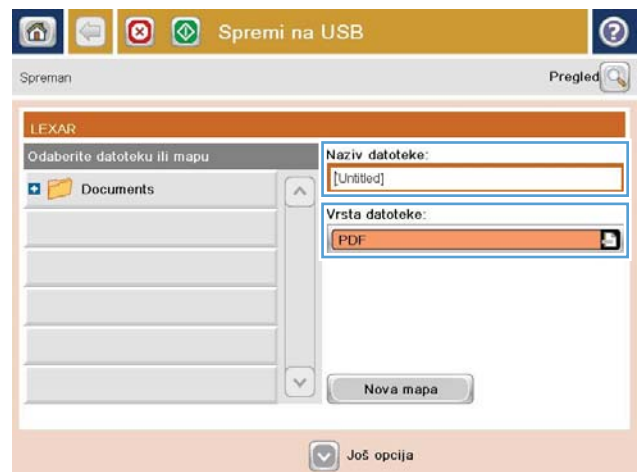 Spremi na USB
Spreman
Pregled
LEXAR
Odaberite datoteku ili mapu
Documents
Naziv datoteke:
[Untitled]
Vrsta datoteke:
PDF
Nova mapa
Još opcija